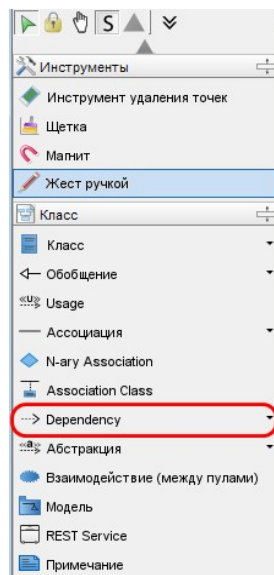 S
Инструменты
Инструмент удаления точек
Щетка
Магнит
Жест ручкой
Класс
Класс
Обобщение
«U» Usage
Ассоциация
N-ary Association
Association Class
Dependency
«a» Абстракция
Взаимодействие (между пулами)
Модель
REST Service
Примечание